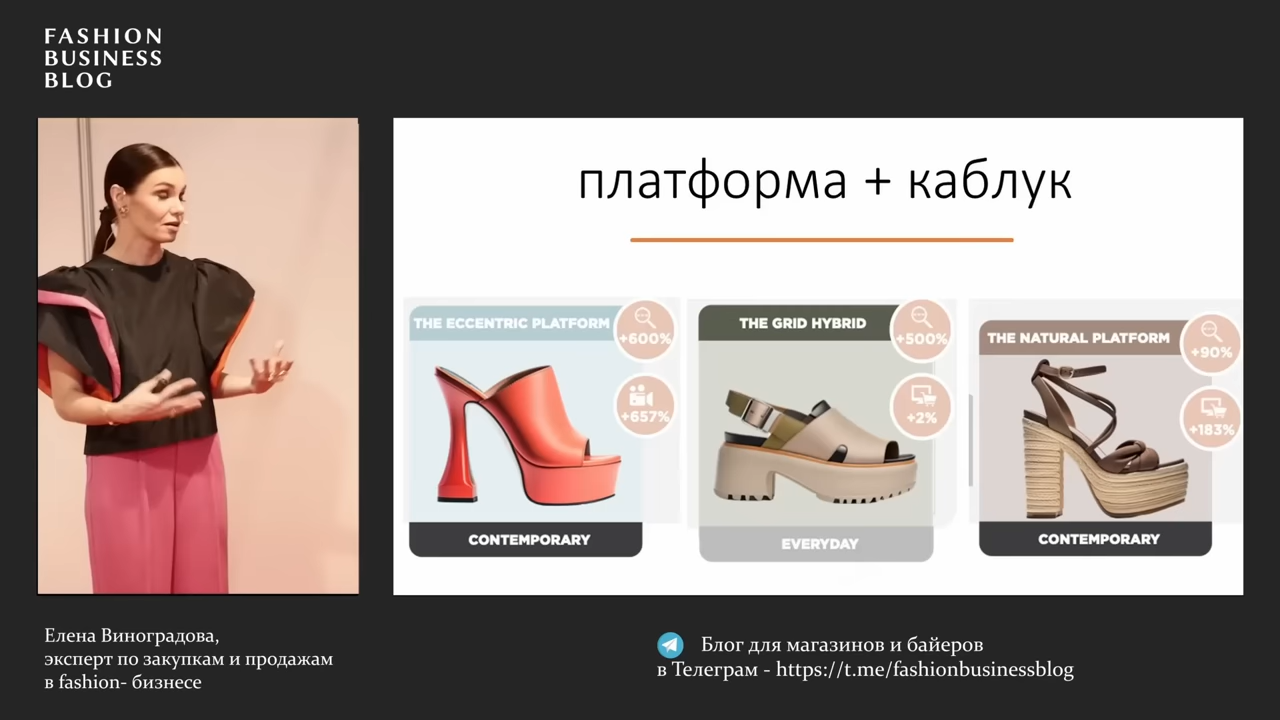 FASHION
BUSINESS
BLOG
платформа + каблук
THE ECCENTRIC PLATFORM
+600%
+657%
CONTEMPORARY
THE GRID HYBRID
+500%
+2%
EVERYDAY
THE NATURAL PLATFORM
+90%
+183%
CONTEMPORARY
Елена Виноградова,
эксперт по закупкам и продажам
в fashion- бизнесе
Блог для магазинов и байеров
в Телеграм - https://t.me/fashionbusinessblog